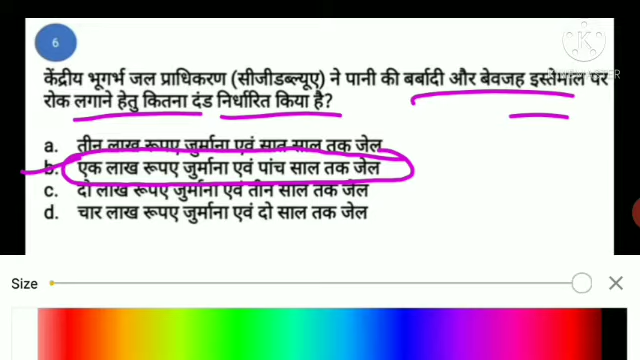 6
केंद्रीय भूगर्भ जल प्राधिकरण (सीजीडब्ल्यूए) ने पानी की बर्बादी और बेवजह इस्तेमाल पर
रोक लगाने हेतु कितना दंड निर्धारित किया है?
a. तीन लाख रूपए जुर्माना एवं सात साल तक जेल
b. एक लाख रूपए जुर्माना एवं पांच साल तक जेल
c. दो लाख रूपए जुर्माना एवं तीन साल तक जेल
d. चार लाख रूपए जुर्माना एवं दो साल तक जेल
Size